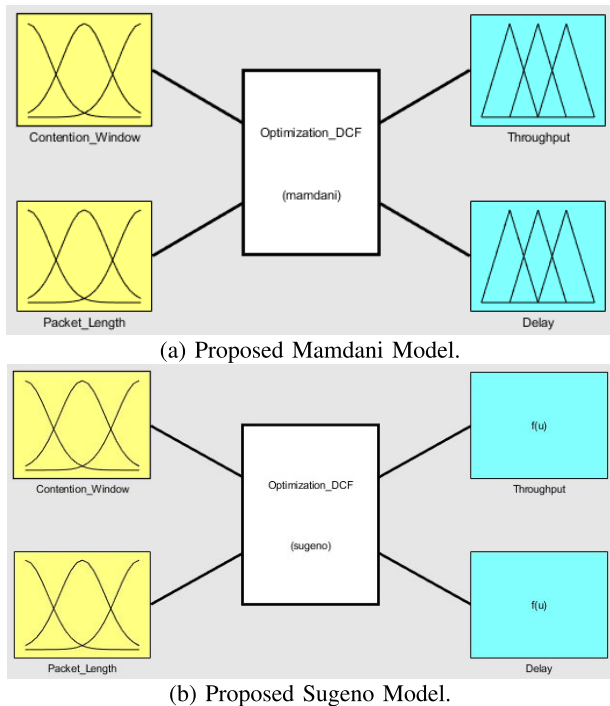 Contention_Window
Throughput
Optimization_DCF
(mamdani)
Packet_Length
Delay
(a) Proposed Mamdani Model.
Contention_Window
f(u)
Throughput
Optimization_DCF
(sugeno)
Packet_Length
f(u)
Delay
(b) Proposed Sugeno Model.